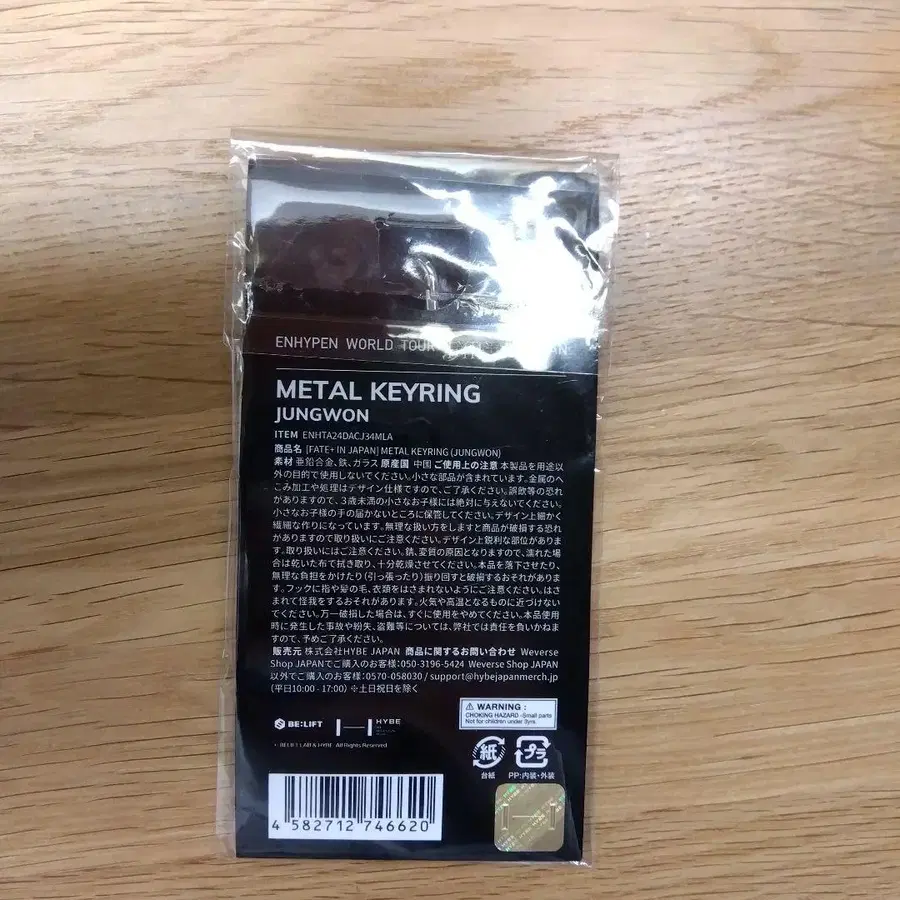 ENHYPEN WORLD TOUR
METAL KEYRING
JUNGWON
ITEM ENHTA24DACJ34MLA
商品名 [FATE+ IN JAPAN] METAL KEYRING (JUNGWON)
素材 亜鉛合金、鉄、ガラス 原産国 中国 ご使用上の注意 本製品を用途以
外の目的で使用しないでください。小さな部品が含まれています。金属のへ
こみ加工や処理はデザイン仕様ですので、ご了承ください。誤飲等の恐れ
がありますので、3歳未満の小さなお子様には絶対に与えないでください。
小さなお子様の手の届かないところに保管してください。デザイン上細かく
繊細な作りになっています。無理な扱い方をしますと商品が破損する恐れ
がありますので取り扱いにご注意ください。デザイン上鋭利な部位がありま
す。取り扱いにはご注意ください。錆、変質の原因となりますので、濡れた場
合は乾いた布で拭き取り、十分乾燥させてください。本品を落下させたり、
無理な負担をかけたり(引っ張ったり)振り回すと破損するおそれがありま
す。フックに指や髪の毛、衣類をはさまれないようにご注意ください。はさ
まれて怪我をするおそれがあります。火気や高温となるものに近づけない
でください。万一破損した場合は、すぐに使用をやめてください。本品使用
時に発生した事故や紛失、盗難等については、弊社では責任を負いかねま
すので、予めご了承ください。
販売元 株式会社HYBE JAPAN 商品に関するお問い合わせ Weverse
Shop JAPANでご購入のお客様:050-3196-5424 Weverse Shop JAPAN
以外でご購入のお客様:0570-058030 / support@hybejapanmerch.jp
(平日10:00 - 17:00) ※土日祝日を除く
WARNING :
CHOKING HAZARD -Small parts
Not for children under 3yrs.
BE:LIFT HYBE
BELIFT LAB & HYBE. All Rights Reserved
紙 プラ
台紙 PP:内装・外装
4 582712 746620